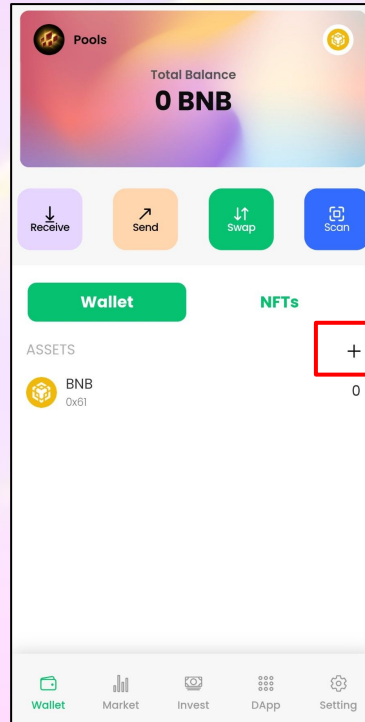 Pools
Total Balance
0 BNB
Receive
Send
Swap
Scan
Wallet
NFTs
ASSETS
+
BNB
0x61
0
Wallet
Market
Invest
DApp
Setting